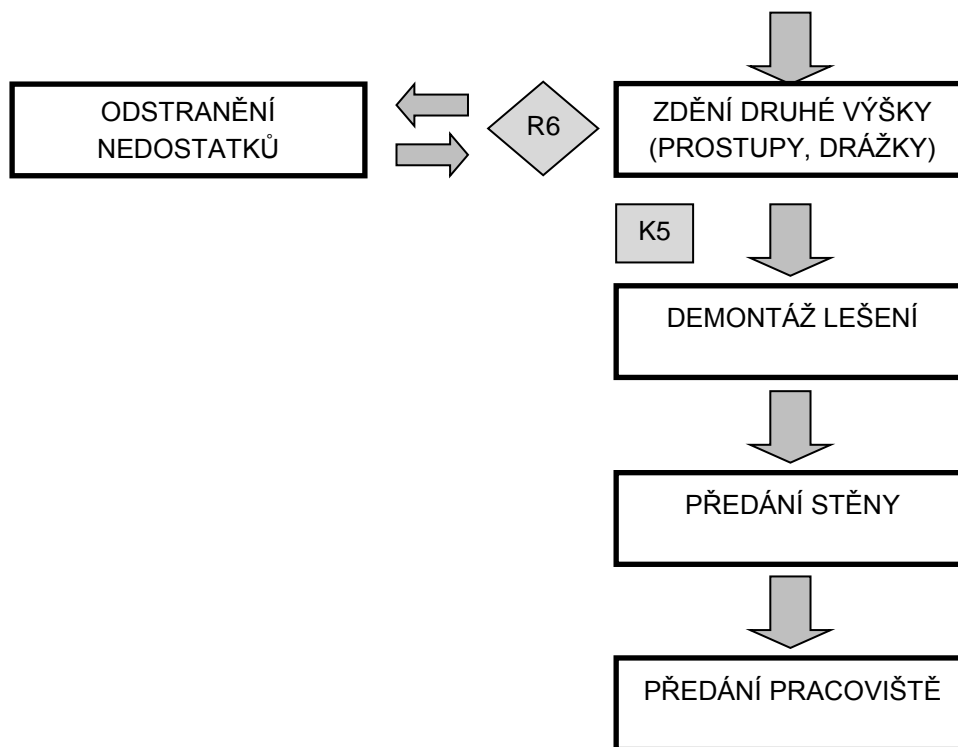 ODSTRANĚNÍ
NEDOSTATKŮ
R6
ZDĚNÍ DRUHÉ VÝŠKY
(PROSTUPY, DRÁŽKY)
K5
DEMONTÁŽ LEŠENÍ
PŘEDÁNÍ STĚNY
PŘEDÁNÍ PRACOVIŠTĚ